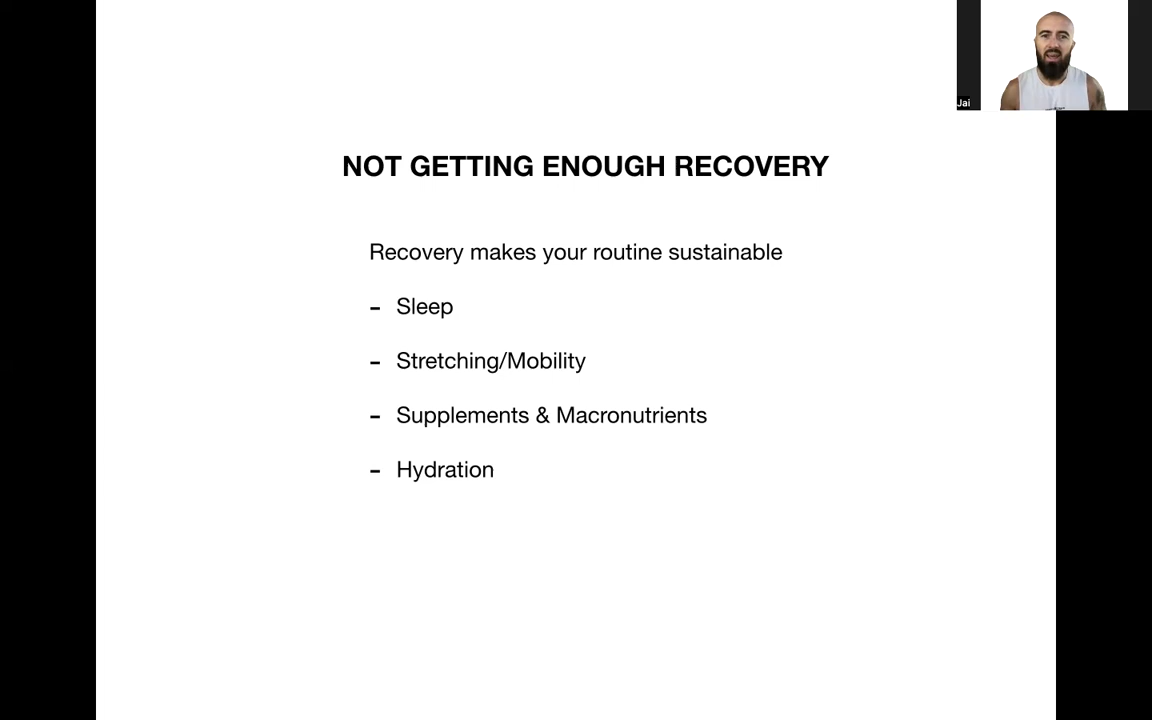 Jai
NOT GETTING ENOUGH RECOVERY
Recovery makes your routine sustainable
- Sleep
- Stretching/Mobility
- Supplements & Macronutrients
- Hydration